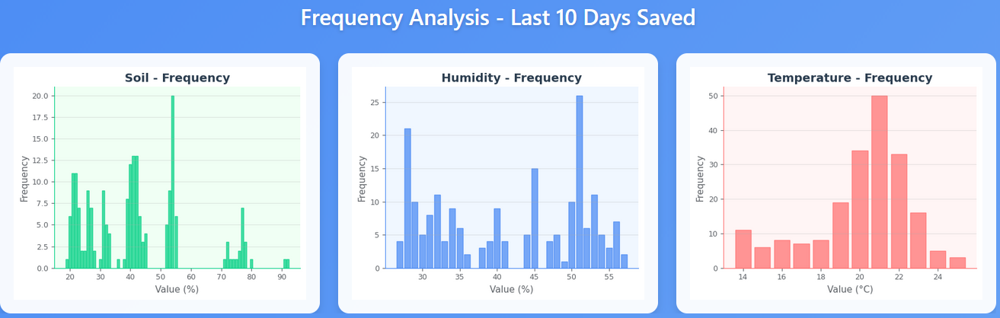 Frequency Analysis - Last 10 Days Saved
Soil - Frequency
20.0
17.5
15.0
12.5
10.0
7.5
5.0
2.5
0.0
Frequency
20 30 40 50 60 70 80 90
Value (%)
Humidity - Frequency
25
20
15
10
5
0
Frequency
30 35 40 45 50 55
Value (%)
Temperature - Frequency
50
40
30
20
10
0
Frequency
14 16 18 20 22 24
Value (°C)